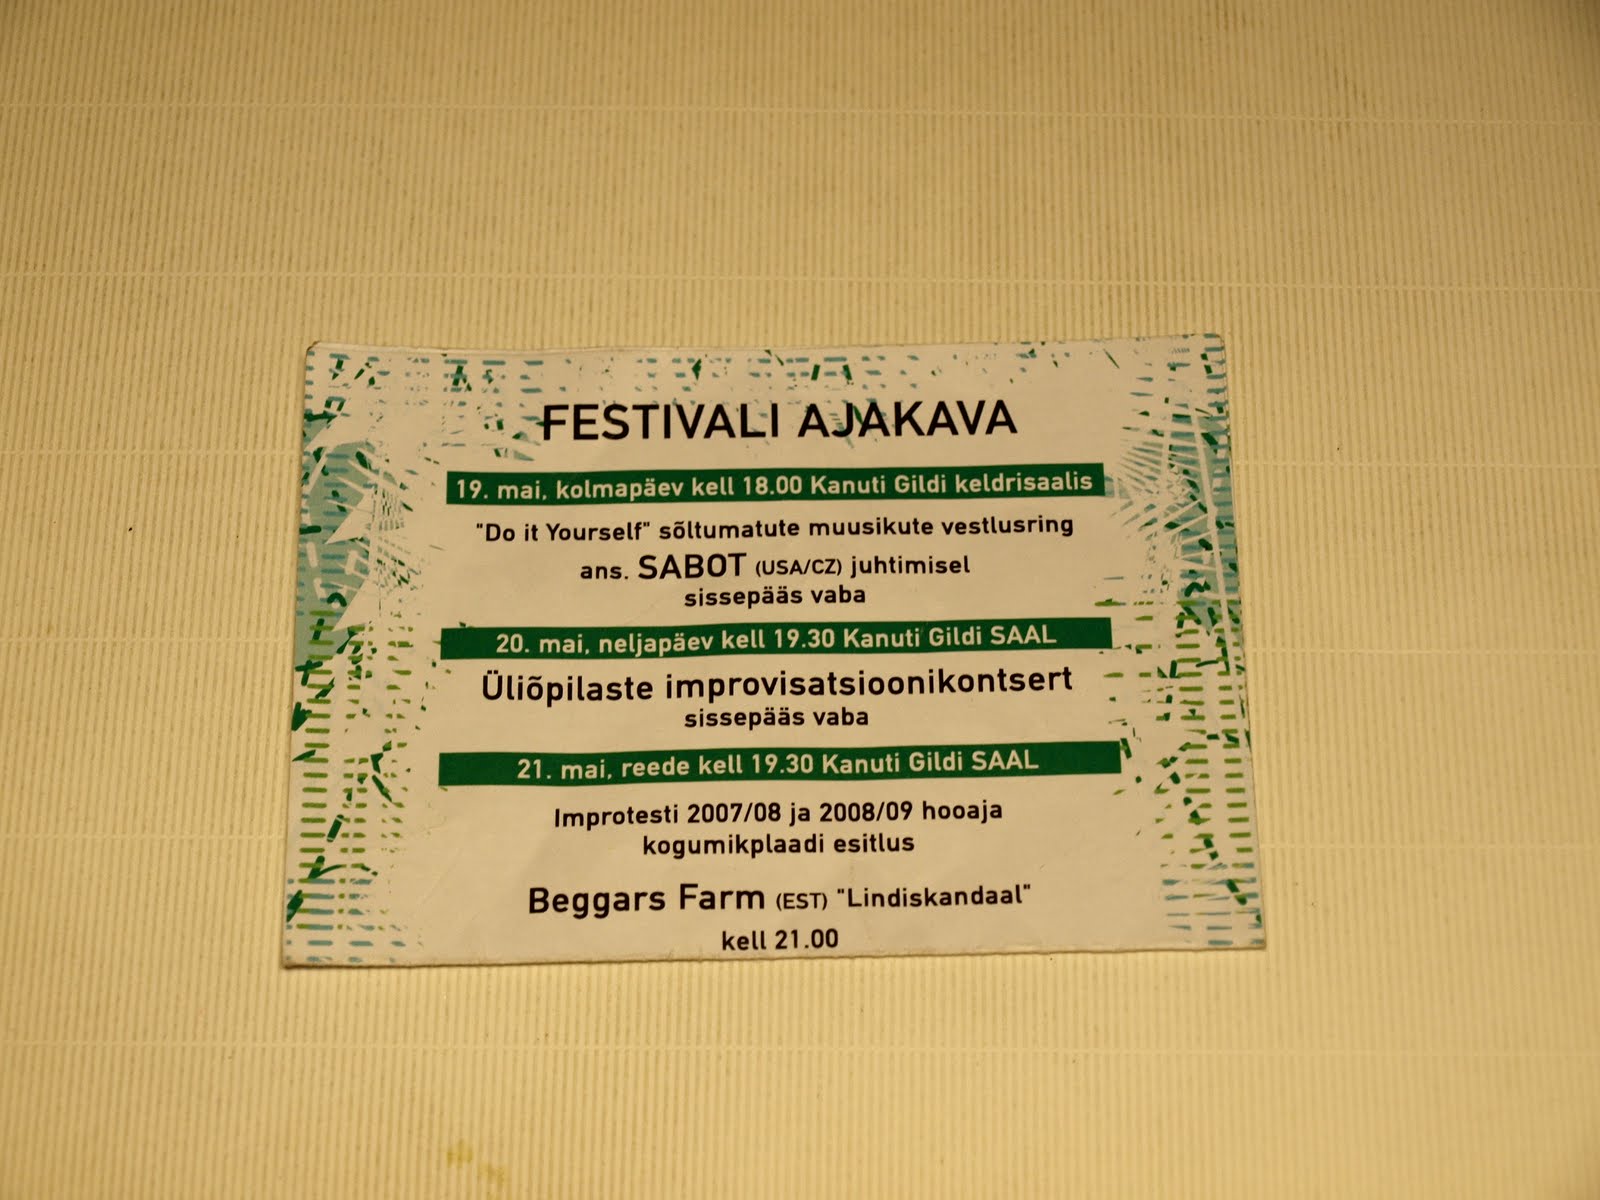 FESTIVALI AJAKAVA
19. mai, kolmapäev kell 18.00 Kanuti Gildi keldrisaalis
"Do it Yourself" sõltumatute muusikute vestlusring
ans. SABOT (USA/CZ) juhtimisel
sissepääs vaba
20. mai, neljapäev kell 19.30 Kanuti Gildi SAAL
Üliõpilaste improvisatsioonikontsert
sissepääs vaba
21. mai, reede kell 19.30 Kanuti Gildi SAAL
Improtesti 2007/08 ja 2008/09 hooaja
kogumikplaadi esitlus
Beggars Farm (EST) "Lindiskandaal"
kell 21.00